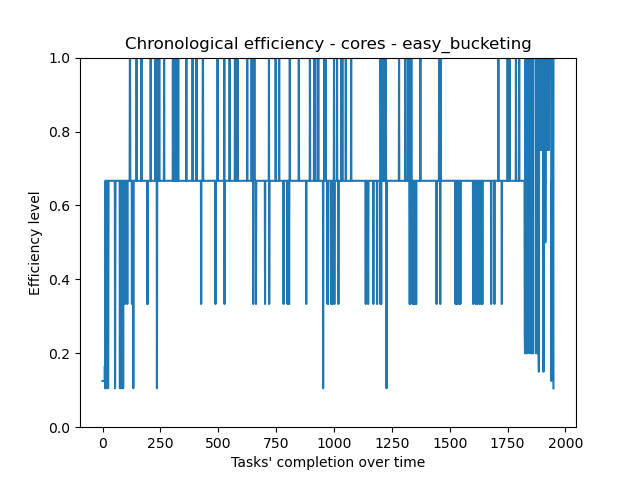 Chronological efficiency - cores - easy_bucketing
1.0
0.8
0.6
0.4
0.2
0.0
Efficiency level
0 250 500 750 1000 1250 1500 1750 2000
Tasks' completion over time